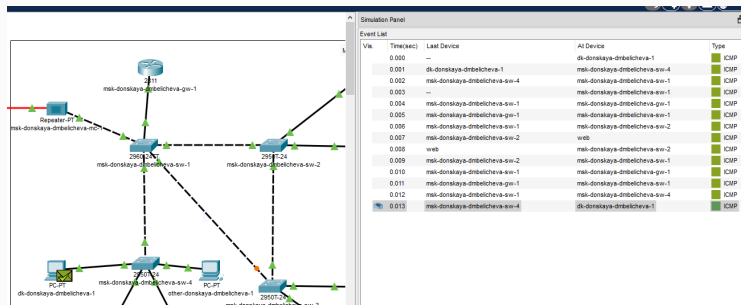 Simulation Panel
Event List
Vis.
Time(sec)
Last Device
At Device
Type
0.000
--
dk-donskaya-dmbelicheva-1
ICMP
0.001
dk-donskaya-dmbelicheva-1
msk-donskaya-dmbelicheva-sw-4
ICMP
0.002
msk-donskaya-dmbelicheva-sw-4
msk-donskaya-dmbelicheva-sw-1
ICMP
0.003
--
msk-donskaya-dmbelicheva-sw-1
ICMP
0.004
msk-donskaya-dmbelicheva-sw-1
msk-donskaya-dmbelicheva-gw-1
ICMP
0.005
msk-donskaya-dmbelicheva-gw-1
msk-donskaya-dmbelicheva-sw-1
ICMP
0.006
msk-donskaya-dmbelicheva-sw-1
msk-donskaya-dmbelicheva-sw-2
ICMP
0.007
msk-donskaya-dmbelicheva-sw-2
web
ICMP
0.008
web
msk-donskaya-dmbelicheva-sw-2
ICMP
0.009
msk-donskaya-dmbelicheva-sw-2
msk-donskaya-dmbelicheva-sw-1
ICMP
0.010
msk-donskaya-dmbelicheva-sw-1
msk-donskaya-dmbelicheva-gw-1
ICMP
0.011
msk-donskaya-dmbelicheva-gw-1
msk-donskaya-dmbelicheva-sw-1
ICMP
0.012
msk-donskaya-dmbelicheva-sw-1
msk-donskaya-dmbelicheva-sw-4
ICMP
0.013
msk-donskaya-dmbelicheva-sw-4
dk-donskaya-dmbelicheva-1
ICMP
2811
msk-donskaya-dmbelicheva-gw-1
Repeater-PT
msk-donskaya-dmbelicheva-mc-1
2960-24TT
msk-donskaya-dmbelicheva-sw-1
2950T-24
msk-donskaya-dmbelicheva-sw-2
PC-PT
dk-donskaya-dmbelicheva-1
2950T-24
msk-donskaya-dmbelicheva-sw-4
PC-PT
other-donskaya-dmbelicheva-1
2950T-24